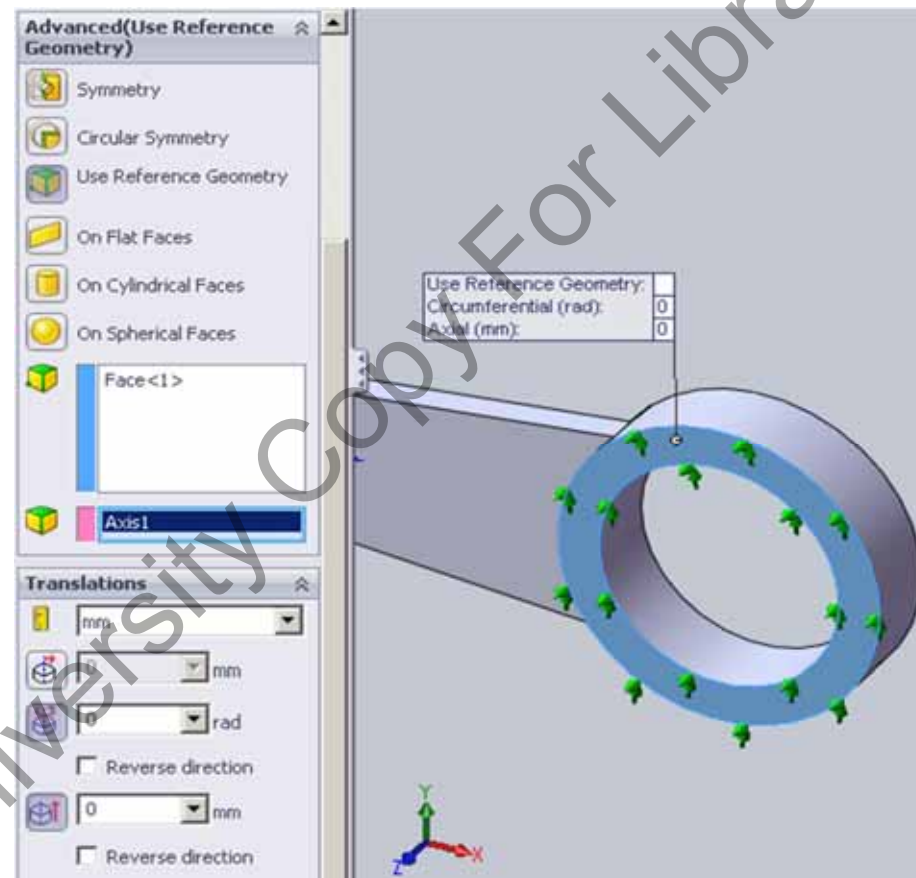 Advanced(Use Reference
Geometry)
Symmetry
Circular Symmetry
Use Reference Geometry
On Flat Faces
On Cylindrical Faces
On Spherical Faces
Face<1>
Axis1
Translations
mm
0 mm
0 rad
Reverse direction
0 mm
Reverse direction
Use Reference Geometry:
Circumferential (rad): 0
Axial (mm): 0
Y
X
Z
University Copy For Libra